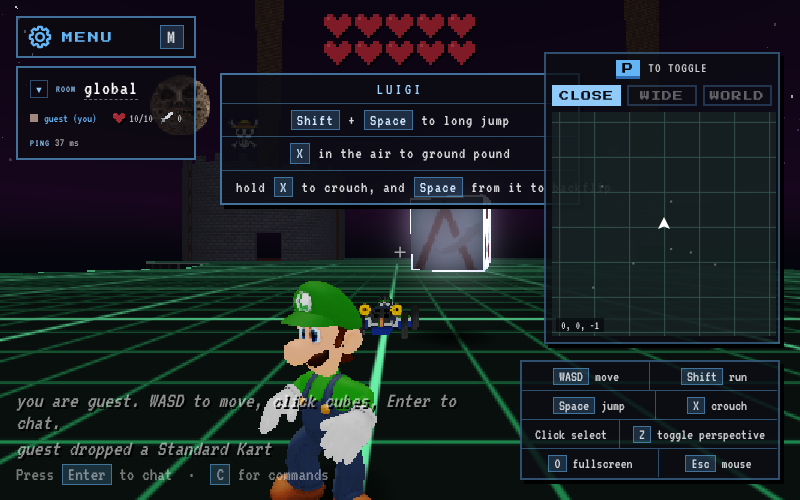 MENU M
ROOM global
guest (you) 10/10 0
PING 37 ms
LUIGI
Shift + Space to long jump
X in the air to ground pound
hold X to crouch, and Space from it to backflip
P TO TOGGLE
CLOSE WIDE WORLD
0, 0, -1
WASD move Shift run
Space jump X crouch
Click select Z toggle perspective
O fullscreen Esc mouse
you are guest. WASD to move, click cubes, Enter to
chat.
guest dropped a Standard Kart
Press Enter to chat · C for commands